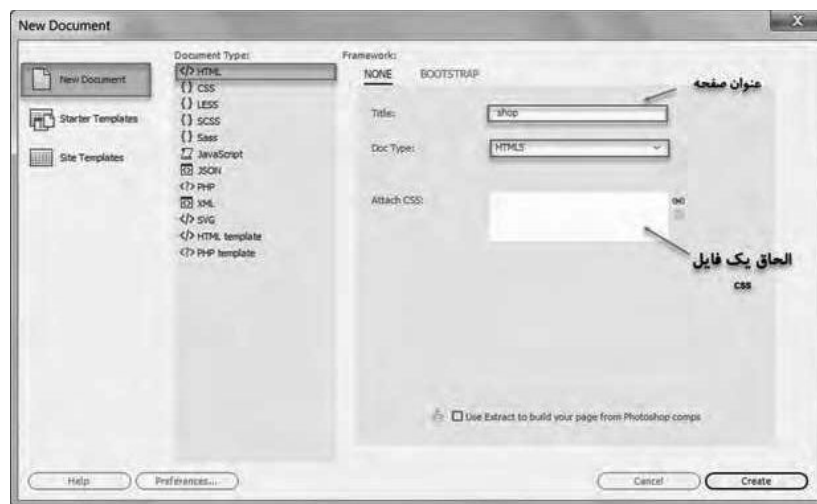 New Document
X
New Document
Starter Templates
Site Templates
Document Type:
</> HTML
{} CSS
{} LESS
{} SCSS
{} Sass
JavaScript
JSON
<?> PHP
XML
</> SVG
</> HTML template
<?> PHP template
Framework:
NONE BOOTSTRAP
عنوان صفحه
Title: shop
Doc Type: HTML5
Attach CSS:
الحاق یک فایل
css
Use Extract to build your page from Photoshop comps
Help Preferences... Cancel Create